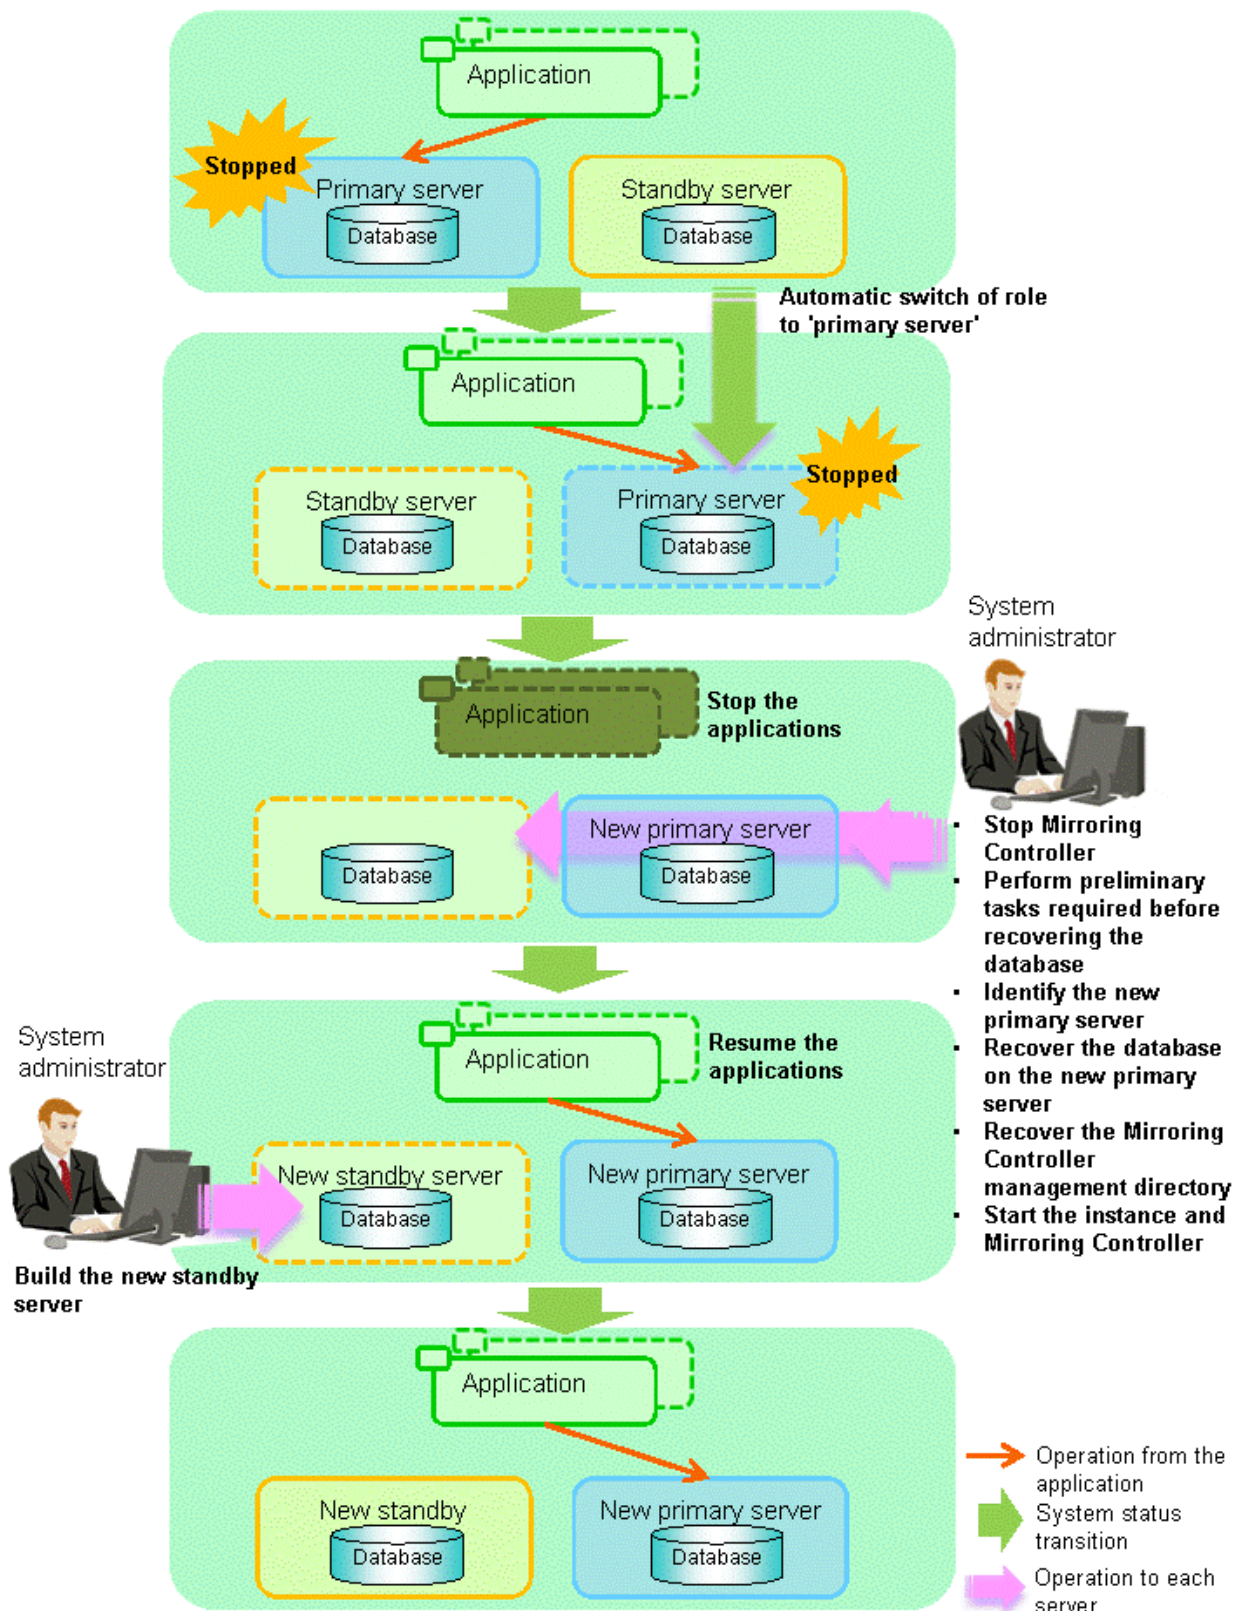 Application
Stopped
Primary server
Database
Standby server
Database
Automatic switch of role
to 'primary server'
Application
Stopped
Standby server
Database
Primary server
Database
System
administrator
Application
Stop the
applications
Database
New primary server
Database
▪ Stop Mirroring
Controller
▪ Perform preliminary
tasks required before
recovering the
database
▪ Identify the new
primary server
▪ Recover the database
on the new primary
server
▪ Recover the Mirroring
Controller
management directory
▪ Start the instance and
Mirroring Controller
System
administrator
Application
Resume the
applications
New standby server
Database
New primary server
Database
Build the new standby
server
Application
New standby
Database
New primary server
Database
Operation from the
application
System status
transition
Operation to each
server